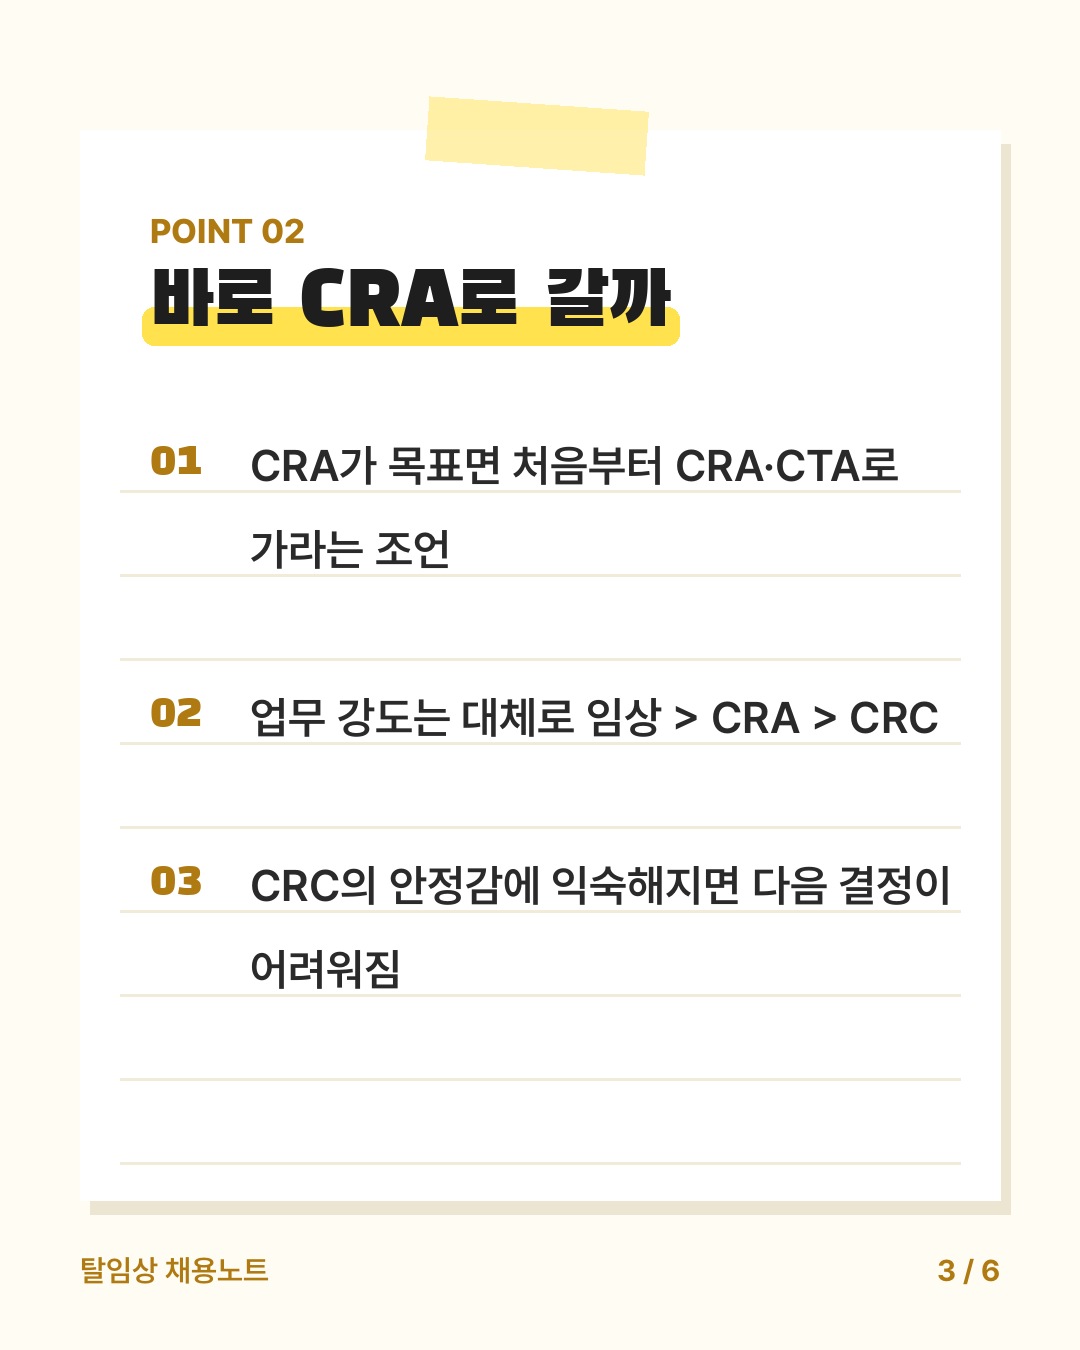 POINT 02
바로 CRA로 갈까
01 CRA가 목표면 처음부터 CRA·CTA로
가라는 조언
02 업무 강도는 대체로 임상 > CRA > CRC
03 CRC의 안정감에 익숙해지면 다음 결정이
어려워짐
탈임상 채용노트 3 / 6